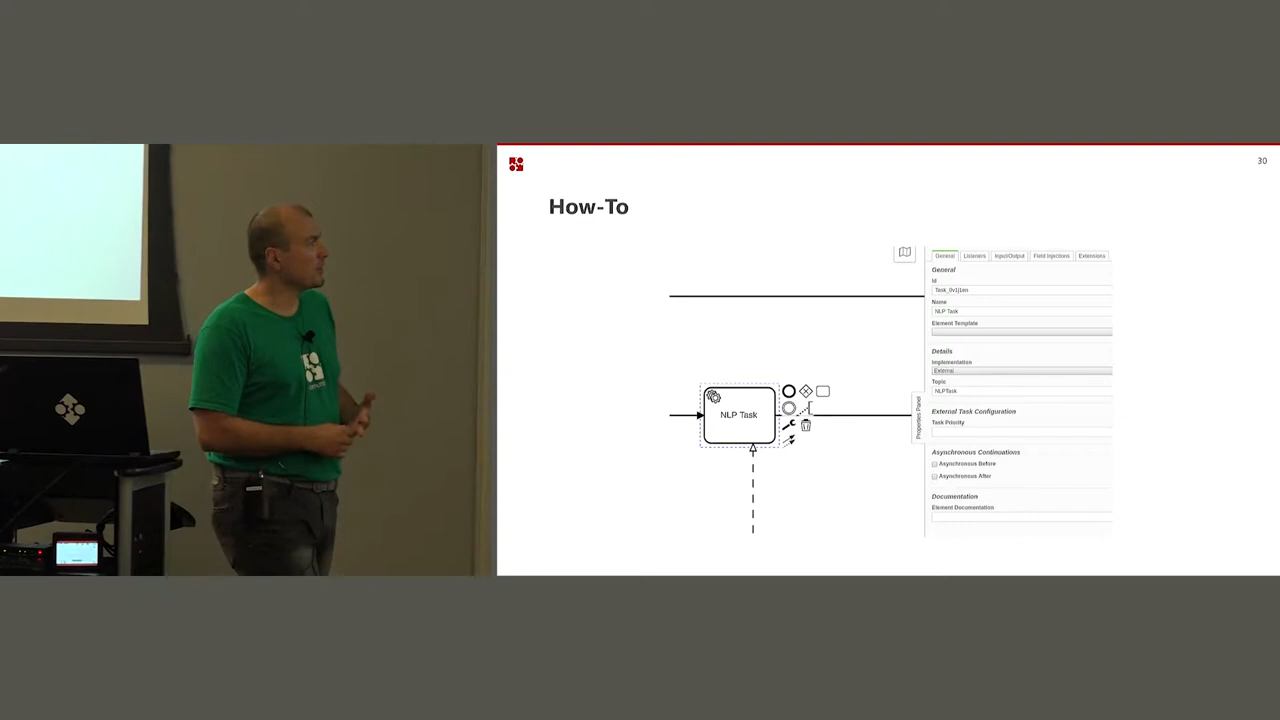 30
How-To
General Listeners Input/Output Field Injections Extensions
General
Id
Name
NLP Task
Element Template
Details
Implementation
External
Topic
NLPTask
NLP Task
Properties Panel
External Task Configuration
Task Priority
Asynchronous Continuations
Asynchronous Before
Asynchronous After
Documentation
Element Documentation